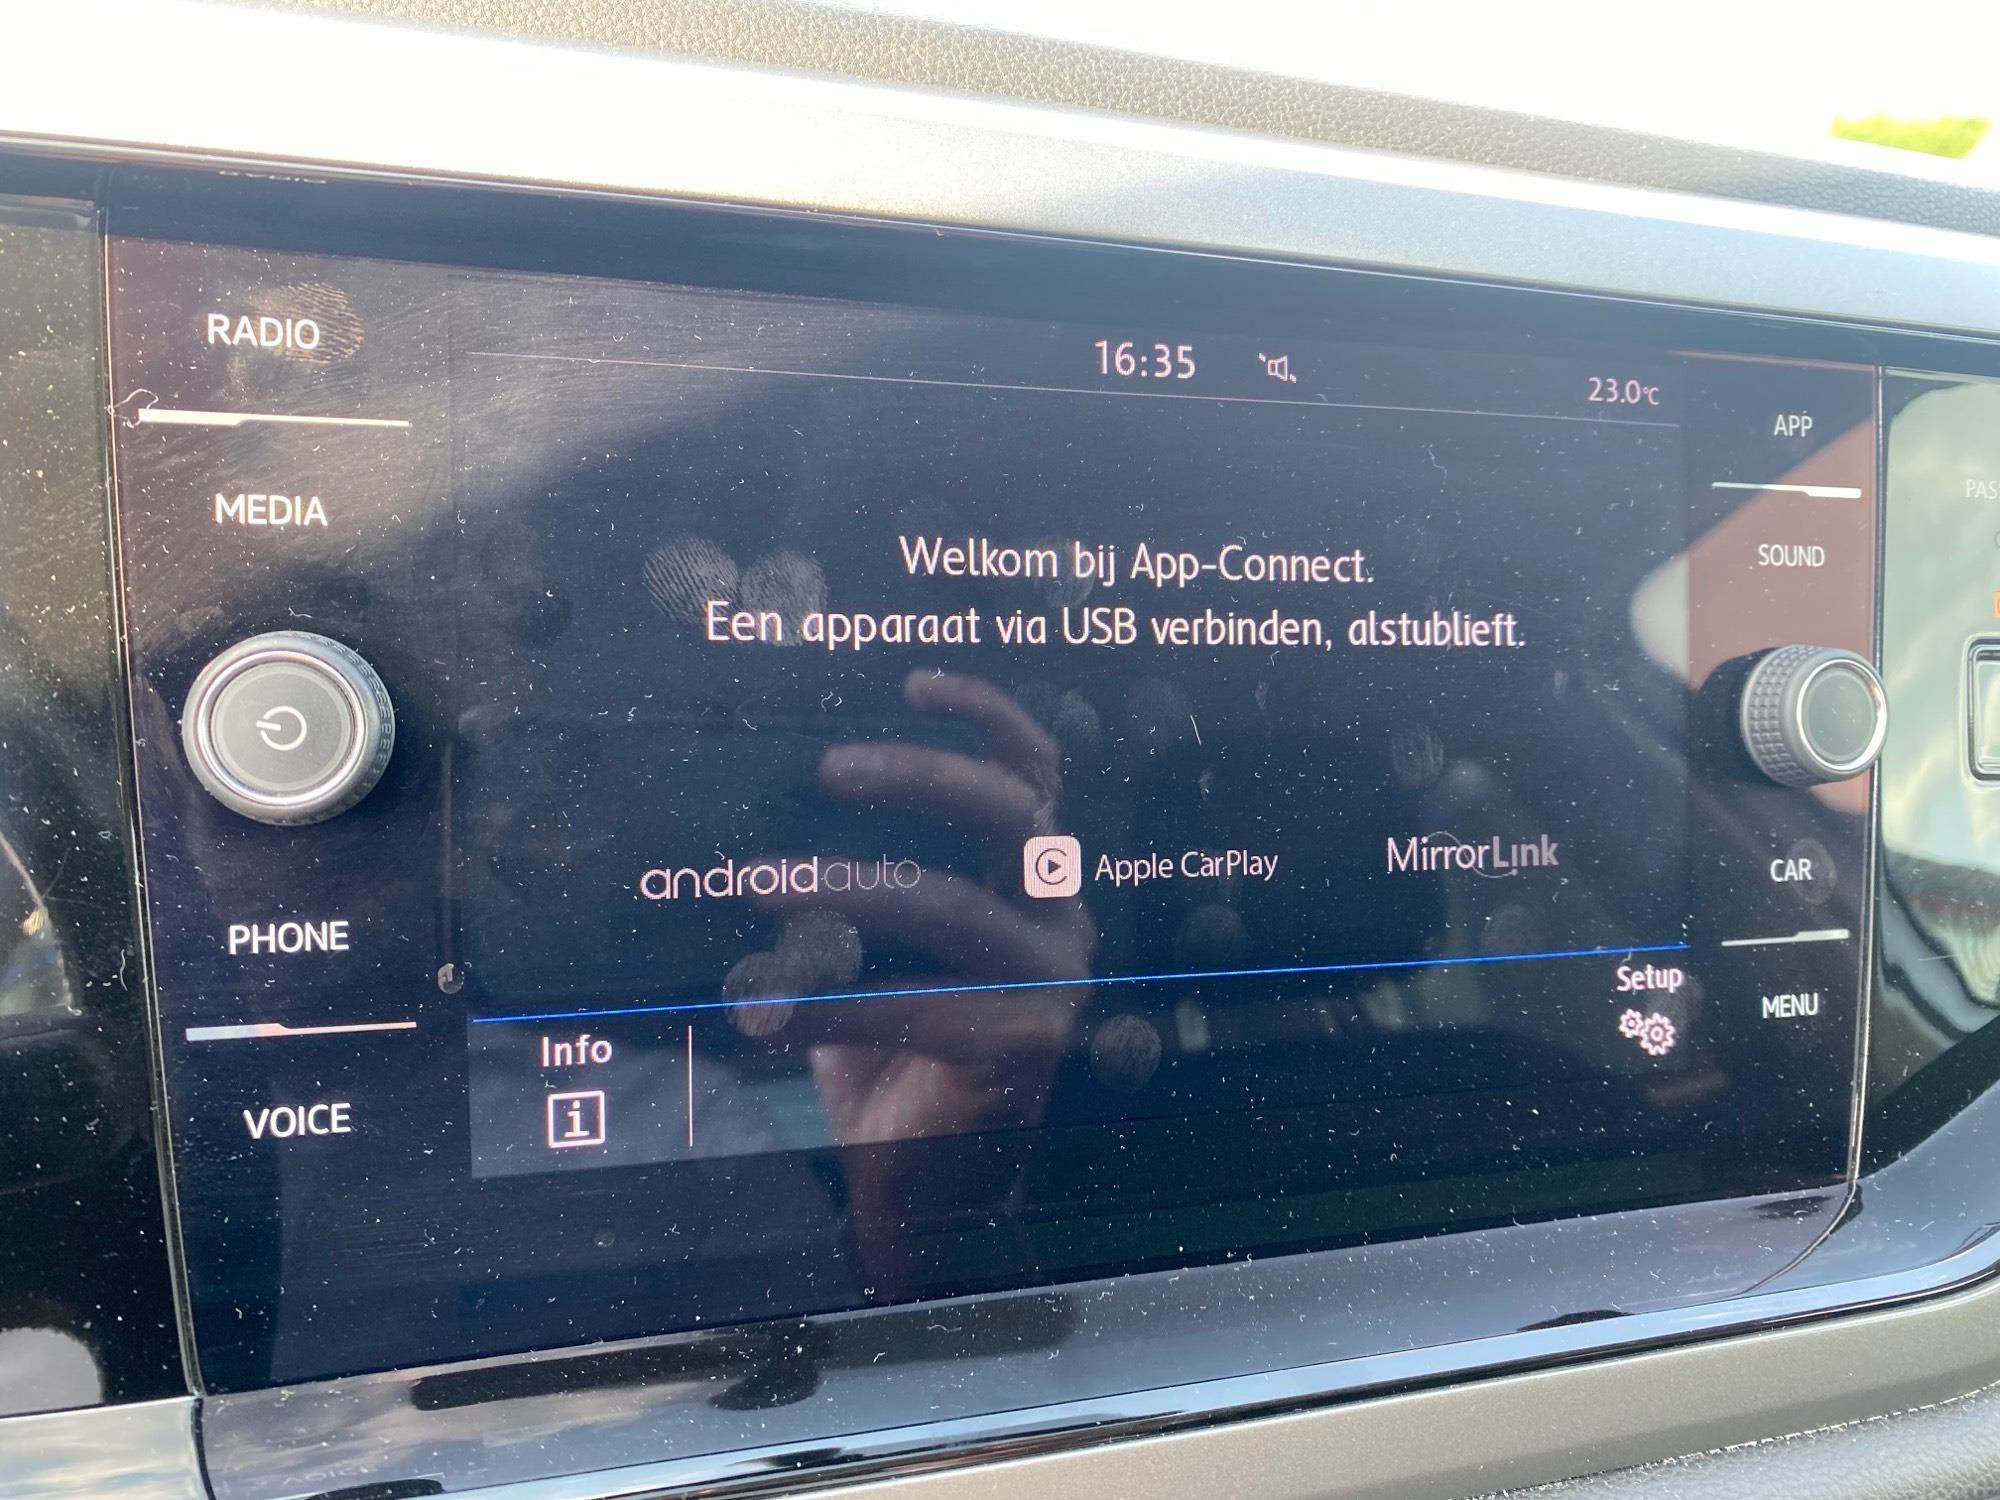 RADIO
MEDIA
PHONE
VOICE
16:35
23.0°C
Welkom bij App-Connect.
Een apparaat via USB verbinden, alstublieft.
androidauto
Apple CarPlay
MirrorLink
Info
Setup
APP
SOUND
CAR
MENU
PAS